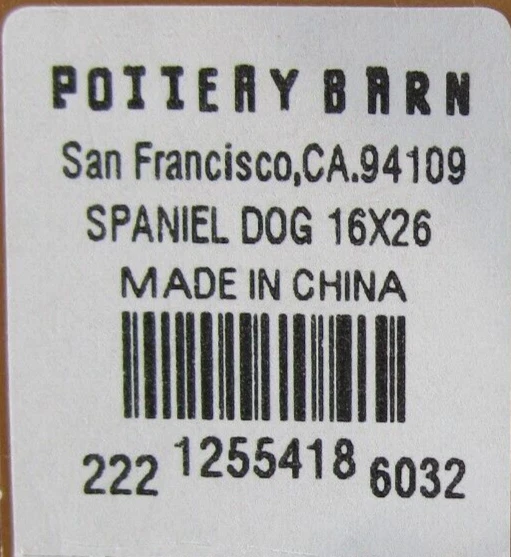 POTTERY BARN
San Francisco,CA.94109
SPANIEL DOG 16X26
MADE IN CHINA
222 1255418 6032